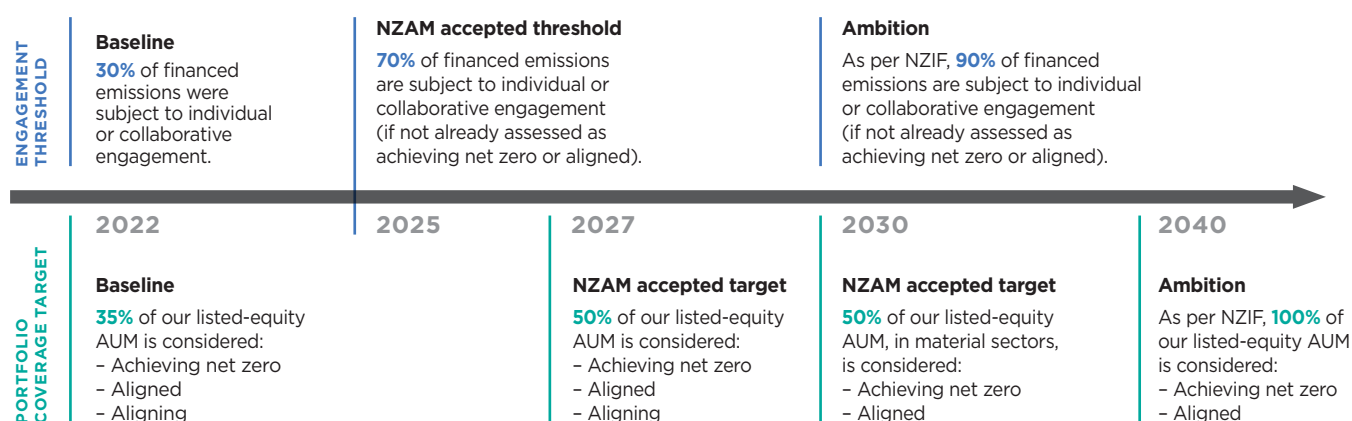 ENGAGEMENT
THRESHOLD
Baseline
30% of financed
emissions were
subject to individual
or collaborative
engagement.
NZAM accepted threshold
70% of financed emissions
are subject to individual or
collaborative engagement
(if not already assessed as
achieving net zero or aligned).
Ambition
As per NZIF, 90% of financed
emissions are subject to individual
or collaborative engagement
(if not already assessed as
achieving net zero or aligned).
2022
2025
2027
2030
2040
PORTFOLIO
COVERAGE TARGET
Baseline
35% of our listed-equity
AUM is considered:
– Achieving net zero
– Aligned
– Aligning
NZAM accepted target
50% of our listed-equity
AUM is considered:
– Achieving net zero
– Aligned
– Aligning
NZAM accepted target
50% of our listed-equity
AUM, in material sectors,
is considered:
– Achieving net zero
– Aligned
Ambition
As per NZIF, 100% of
our listed-equity AUM
is considered:
– Achieving net zero
– Aligned